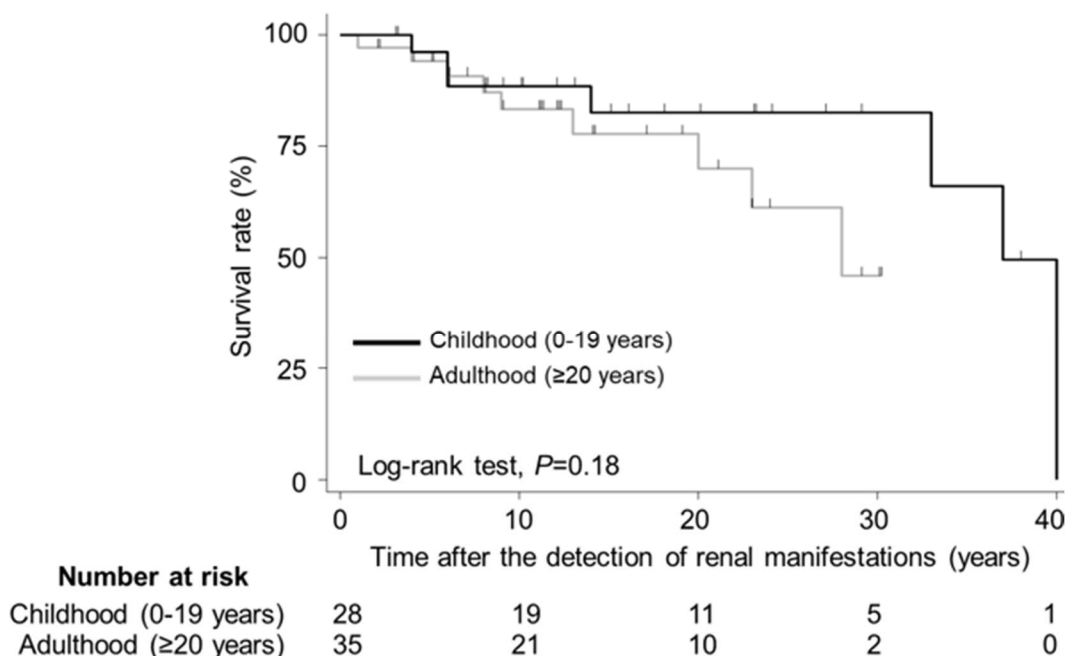 100
75
50
25
0
Survival rate (%)
Childhood (0-19 years)
Adulthood (≥20 years)
Log-rank test, P=0.18
0 10 20 30 40
Time after the detection of renal manifestations (years)
Number at risk
Childhood (0-19 years) 28 19 11 5 1
Adulthood (≥20 years) 35 21 10 2 0